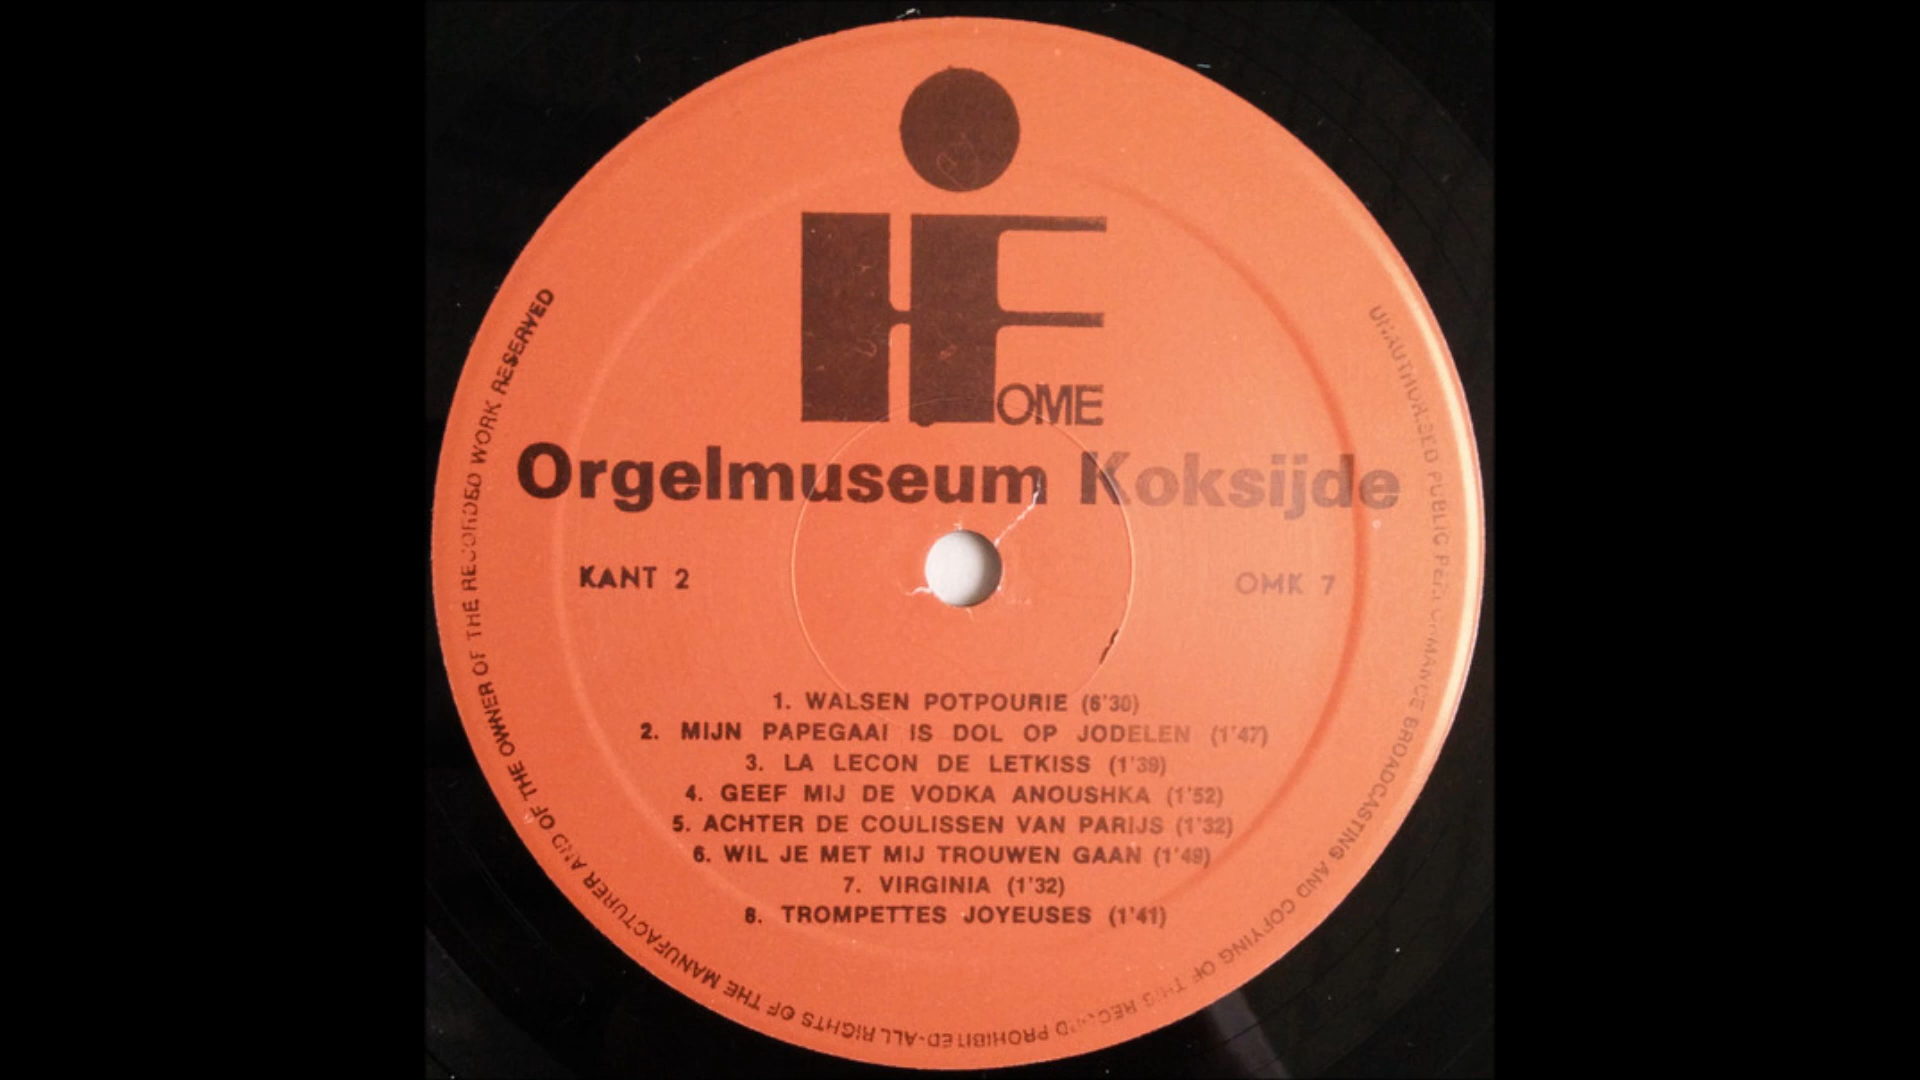 HiFOME
Orgelmuseum Koksijde
KANT 2
OMK 7
1. WALSEN POTPOURIE (6'30)
2. MIJN PAPEGAAI IS DOL OP JODELEN (1'47)
3. LA LECON DE LETKISS (1'39)
4. GEEF MIJ DE VODKA ANOUSHKA (1'52)
5. ACHTER DE COULISSEN VAN PARIJS (1'32)
6. WIL JE MET MIJ TROUWEN GAAN (1'49)
7. VIRGINIA (1'32)
8. TROMPETTES JOYEUSES (1'41)
UNAUTHORISED PUBLIC PERFORMANCE BROADCASTING AND COPYING OF THIS RECORD PROHIBITED-ALL RIGHTS OF THE MANUFACTURER AND OF THE OWNER OF THE RECORDED WORK RESERVED